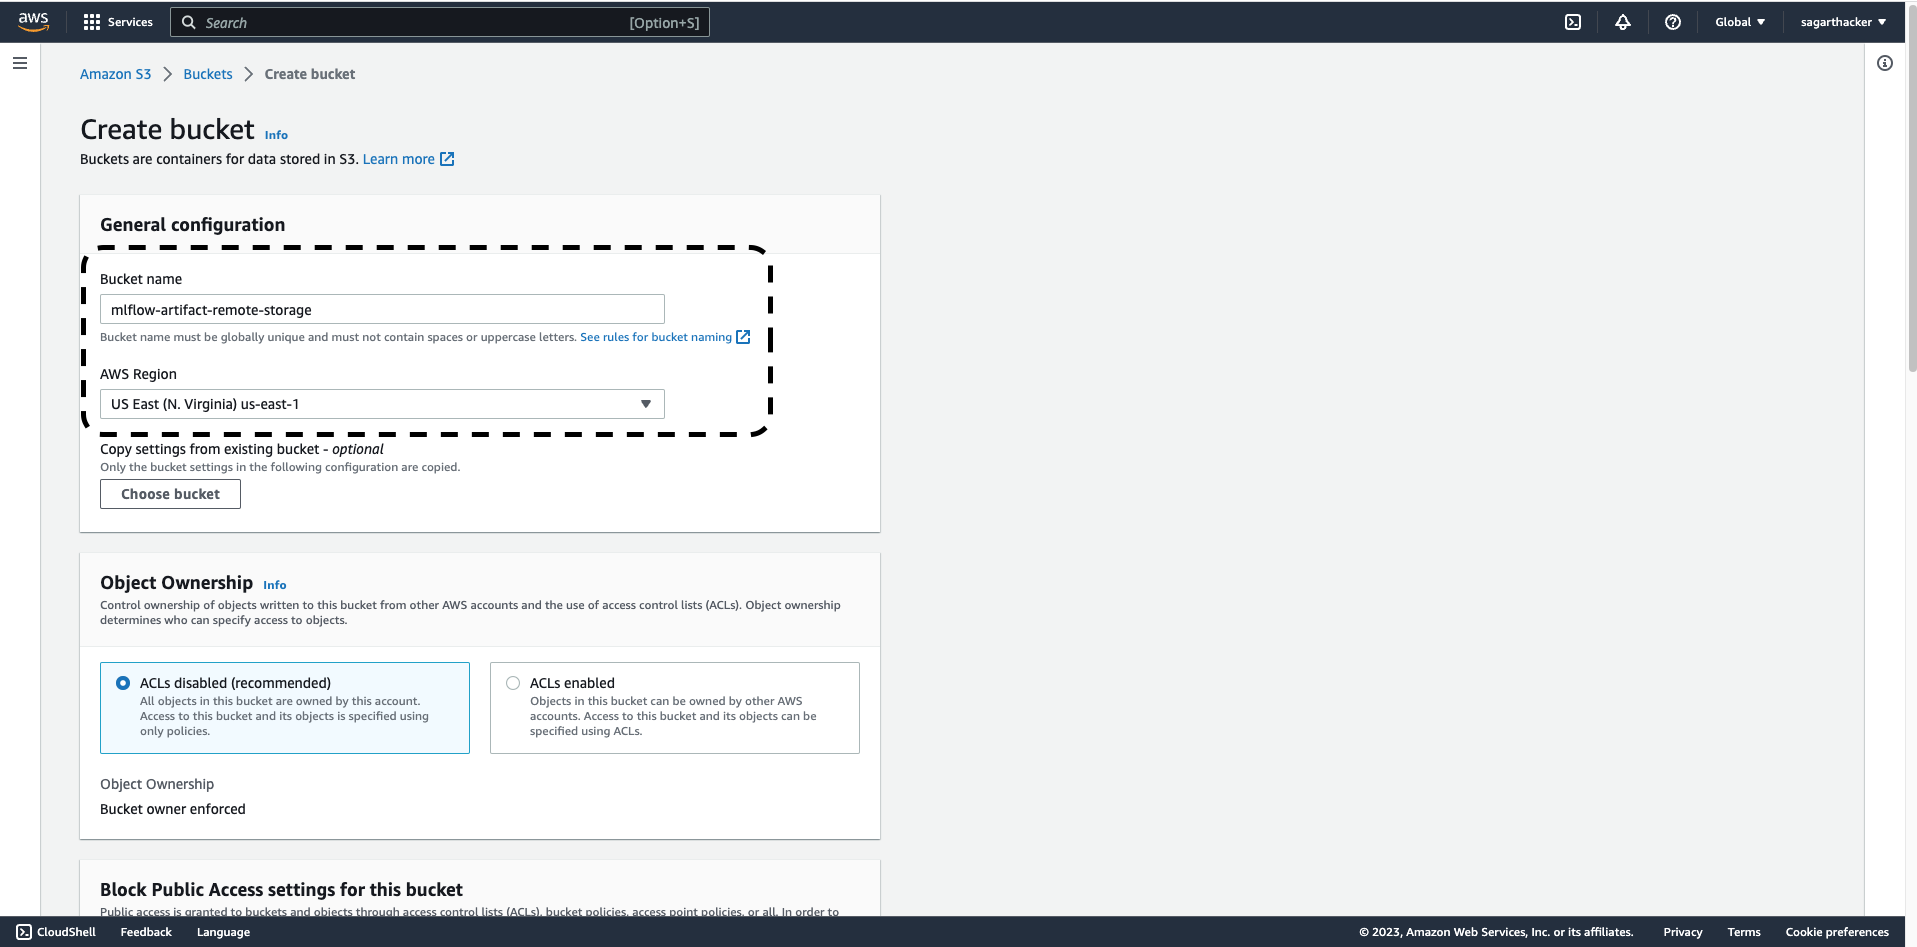 aws Services Search [Option+S] Global sagarthacker
Amazon S3 Buckets Create bucket
Create bucket Info
Buckets are containers for data stored in S3. Learn more
General configuration
Bucket name
mlflow-artifact-remote-storage
Bucket name must be globally unique and must not contain spaces or uppercase letters. See rules for bucket naming
AWS Region
US East (N. Virginia) us-east-1
Copy settings from existing bucket - optional
Only the bucket settings in the following configuration are copied.
Choose bucket
Object Ownership Info
Control ownership of objects written to this bucket from other AWS accounts and the use of access control lists (ACLs). Object ownership
determines who can specify access to objects.
ACLs disabled (recommended)
All objects in this bucket are owned by this account.
Access to this bucket and its objects is specified using
only policies.
ACLs enabled
Objects in this bucket can be owned by other AWS
accounts. Access to this bucket and its objects can be
specified using ACLs.
Object Ownership
Bucket owner enforced
Block Public Access settings for this bucket
Public access is granted to buckets and objects through access control lists (ACLs), bucket policies, access point policies, or all. In order to
CloudShell Feedback Language © 2023, Amazon Web Services, Inc. or its affiliates. Privacy Terms Cookie preferences